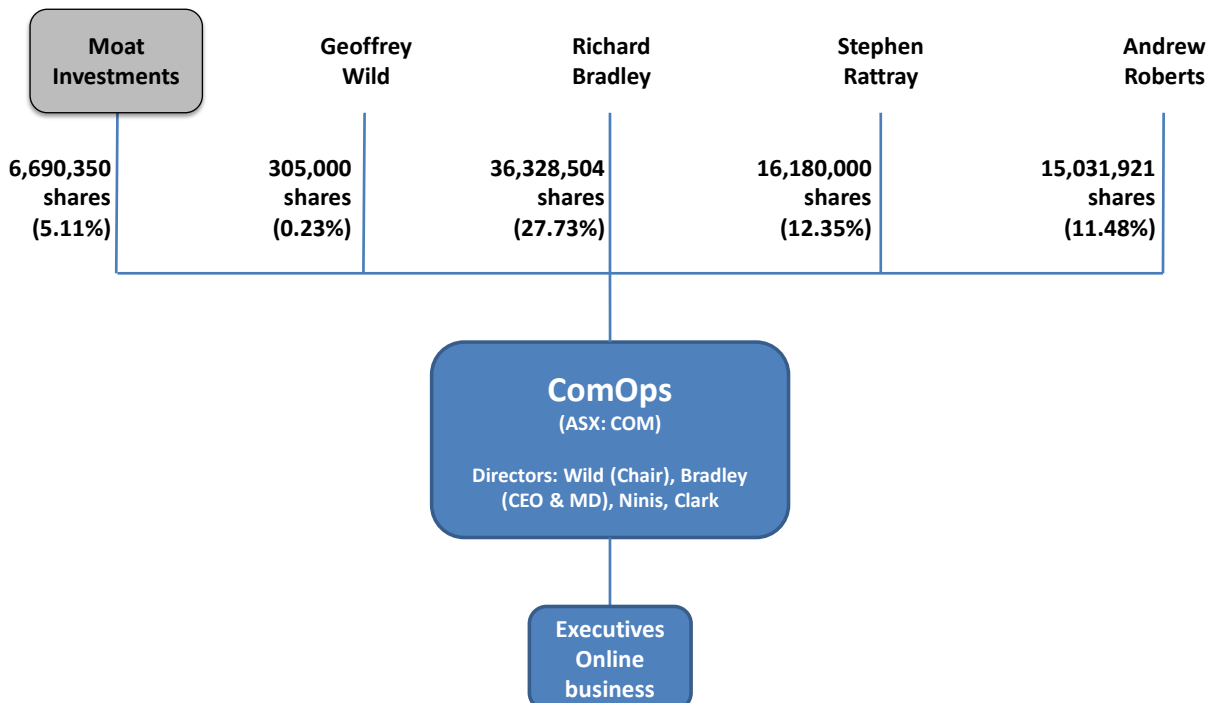 Moat
Investments
Geoffrey
Wild
Richard
Bradley
Stephen
Rattray
Andrew
Roberts
6,690,350
shares
(5.11%)
305,000
shares
(0.23%)
36,328,504
shares
(27.73%)
16,180,000
shares
(12.35%)
15,031,921
shares
(11.48%)
ComOps
(ASX: COM)
Directors: Wild (Chair), Bradley
(CEO & MD), Ninis, Clark
Executives
Online
business